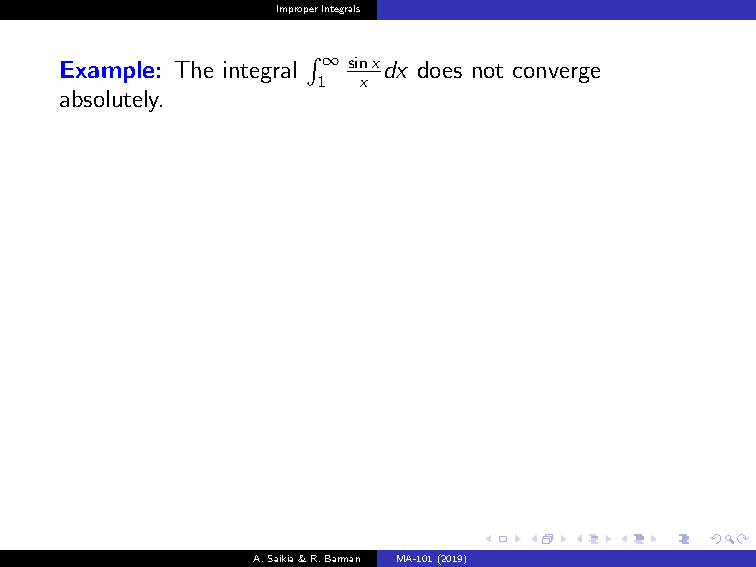 Improper Integrals
Example: The integral ∫₁^∞ sin x/x dx does not converge
absolutely.
A. Saikia & R. Barman MA-101 (2019)